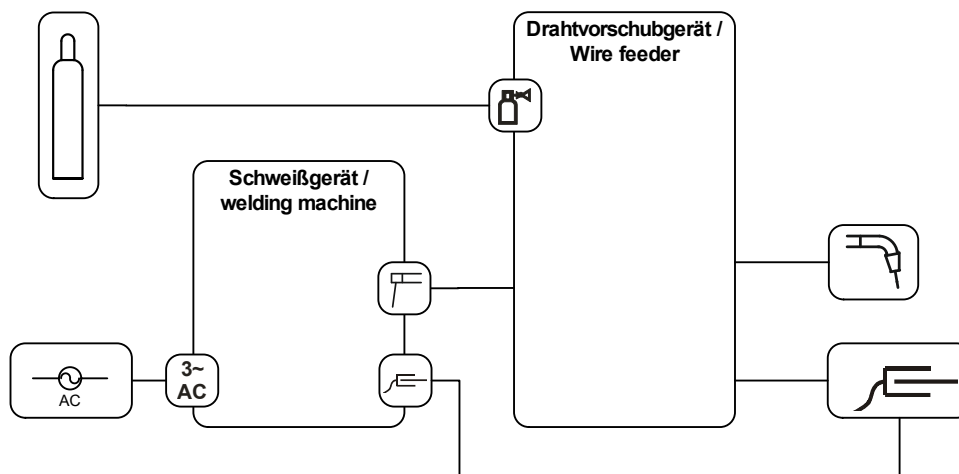 Drahtvorschubgerät /
Wire feeder
Schweißgerät /
welding machine
3~
AC
AC